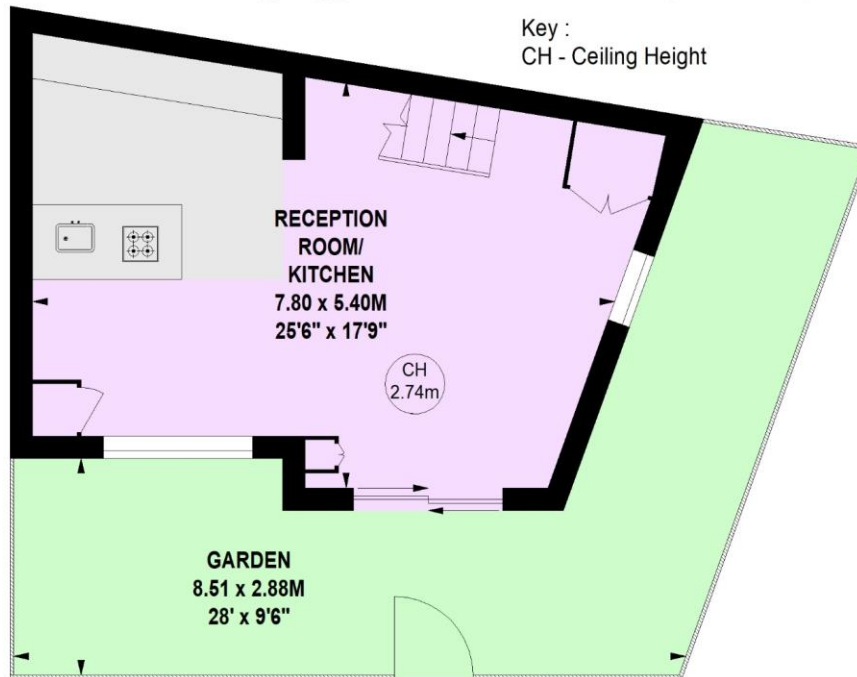 Key :
CH - Ceiling Height
RECEPTION
ROOM/
KITCHEN
7.80 x 5.40M
25'6" x 17'9"
CH
2.74m
GARDEN
8.51 x 2.88M
28' x 9'6"